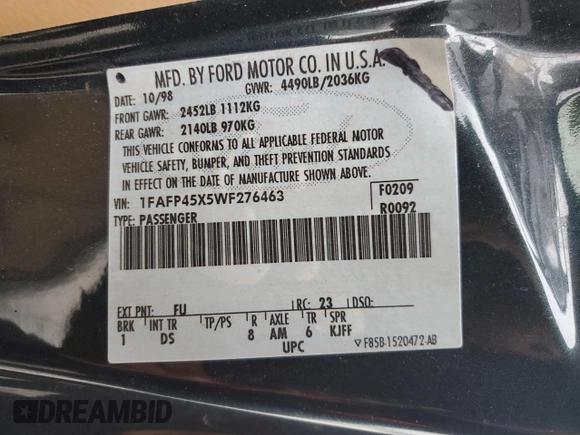 MFD. BY FORD MOTOR CO. IN U.S.A.
DATE: 10/98 GVWR: 4490LB/2036KG
FRONT GAWR: 2452LB 1112KG
REAR GAWR: 2140LB 970KG
THIS VEHICLE CONFORMS TO ALL APPLICABLE FEDERAL MOTOR
VEHICLE SAFETY, BUMPER, AND THEFT PREVENTION STANDARDS
IN EFFECT ON THE DATE OF MANUFACTURE SHOWN ABOVE.
VIN: 1FAFP45X5WF276463 F0209
TYPE: PASSENGER R0092
EXT PNT: FU RC: 23 DSO:
BRK INT TR TP/PS R AXLE TR SPR
1 DS 8 AM 6 KJFF
UPC ▽ F85B-1520472-AB
DREAMBID